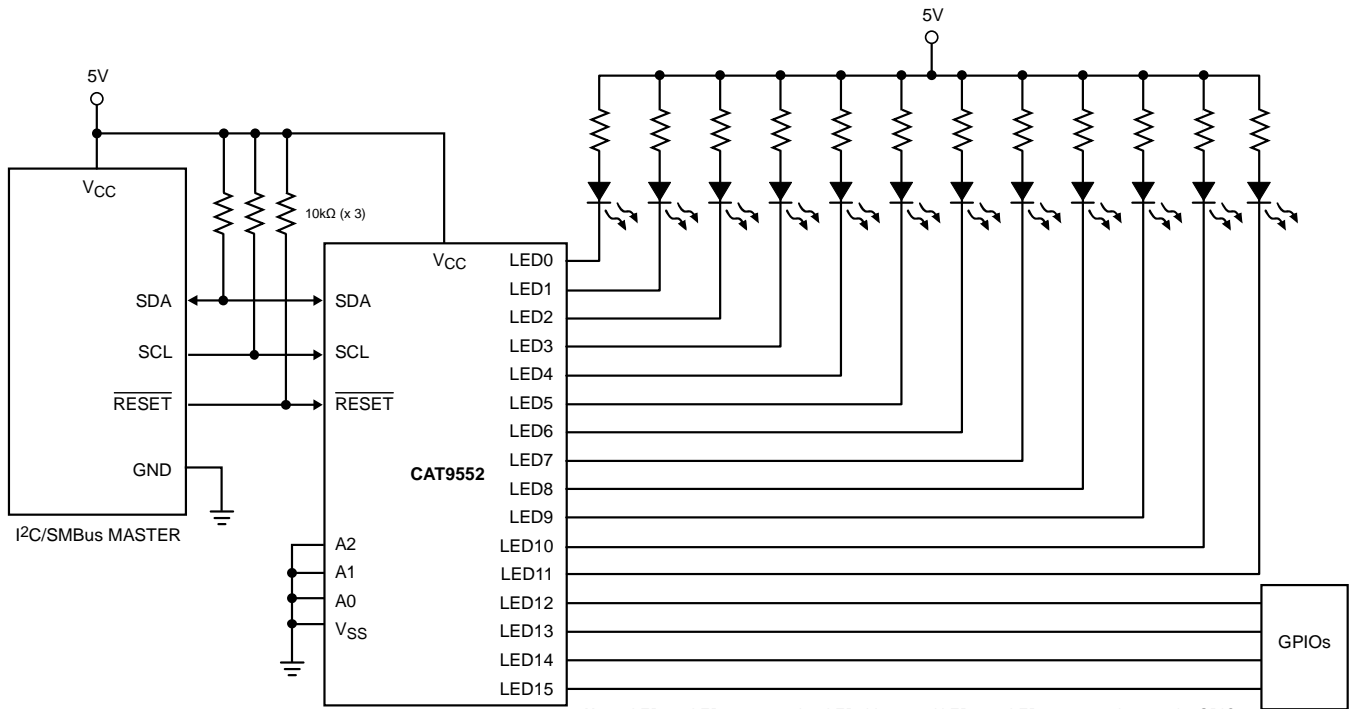 5V
5V
VCC
10kΩ (x 3)
VCC
LED0
LED1
SDA
SDA
LED2
LED3
SCL
SCL
LED4
RESET
RESET
LED5
LED6
LED7
GND
CAT9552
LED8
LED9
I2C/SMBus MASTER
A2
LED10
A1
LED11
A0
LED12
VSS
LED13
GPIOs
LED14
LED15